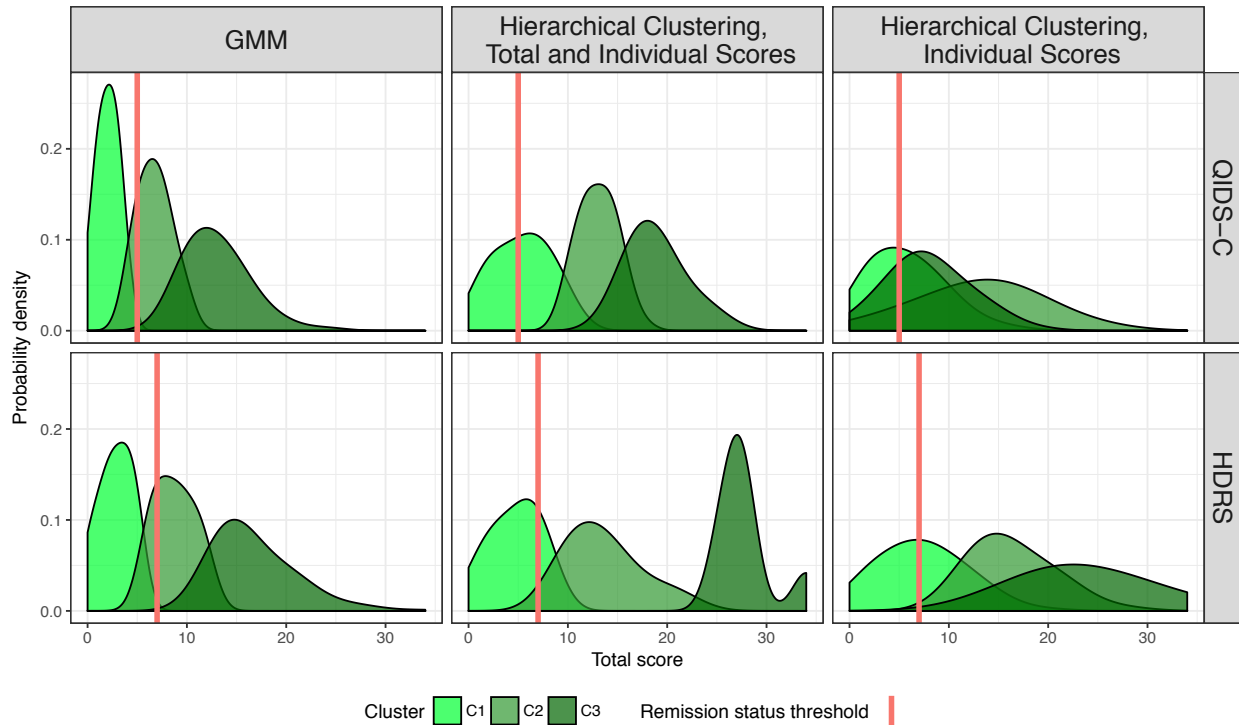 GMM
Hierarchical Clustering,
Total and Individual Scores
Hierarchical Clustering,
Individual Scores
QIDS−C
HDRS
Probability density
0.2
0.1
0.0
0.2
0.1
0.0
0 10 20 30
0 10 20 30
0 10 20 30
Total score
Cluster C1 C2 C3 Remission status threshold